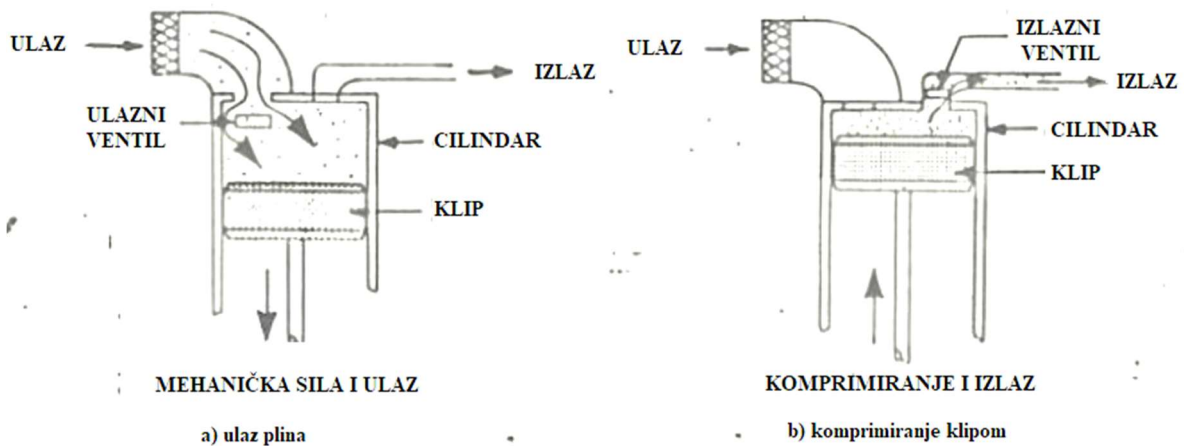 ULAZ
IZLAZ
ULAZNI
VENTIL
CILINDAR
KLIP
MEHANIČKA SILA I ULAZ
a) ulaz plina
ULAZ
IZLAZNI
VENTIL
IZLAZ
CILINDAR
KLIP
KOMPRIMIRANJE I IZLAZ
b) komprimiranje klipom